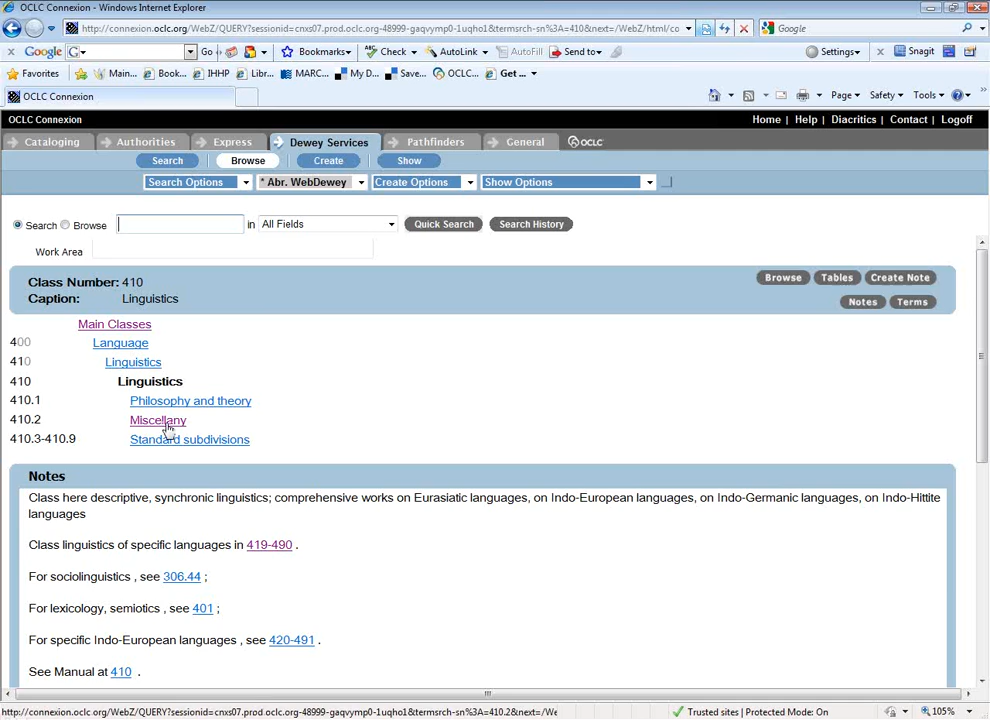 OCLC Connexion - Windows Internet Explorer
http://connexion.oclc.org/WebZ/QUERY?sessionid=cnxs07.prod.oclc.org-48999-gaqvymp0-1uqho1&termsrch-sn%3A=410&next=/WebZ/html/co
Google
Google
Go
Bookmarks
Check
AutoLink
AutoFill
Send to
Settings
Snagit
Favorites
Main...
Book...
IHHP
Libr...
MARC...
My D...
Save...
OCLC...
Get ...
OCLC Connexion
Page
Safety
Tools
OCLC Connexion
Home | Help | Diacritics | Contact | Logoff
Cataloging
Authorities
Express
Dewey Services
Pathfinders
General
OCLC
Search
Browse
Create
Show
Search Options
* Abr. WebDewey
Create Options
Show Options
Search
Browse
in
All Fields
Quick Search
Search History
Work Area
Class Number: 410
Caption: Linguistics
Browse
Tables
Create Note
Notes
Terms
Main Classes
400 Language
410 Linguistics
410 Linguistics
410.1 Philosophy and theory
410.2 Miscellany
410.3-410.9 Standard subdivisions
Notes
Class here descriptive, synchronic linguistics; comprehensive works on Eurasiatic languages, on Indo-European languages, on Indo-Germanic languages, on Indo-Hittite
languages
Class linguistics of specific languages in 419-490 .
For sociolinguistics , see 306.44 ;
For lexicology, semiotics , see 401 ;
For specific Indo-European languages , see 420-491 .
See Manual at 410 .
http://connexion.oclc.org/WebZ/QUERY?sessionid=cnxs07.prod.oclc.org-48999-gaqvymp0-1uqho1&termsrch-sn%3A=410.2&next=/We
Trusted sites | Protected Mode: On
105%